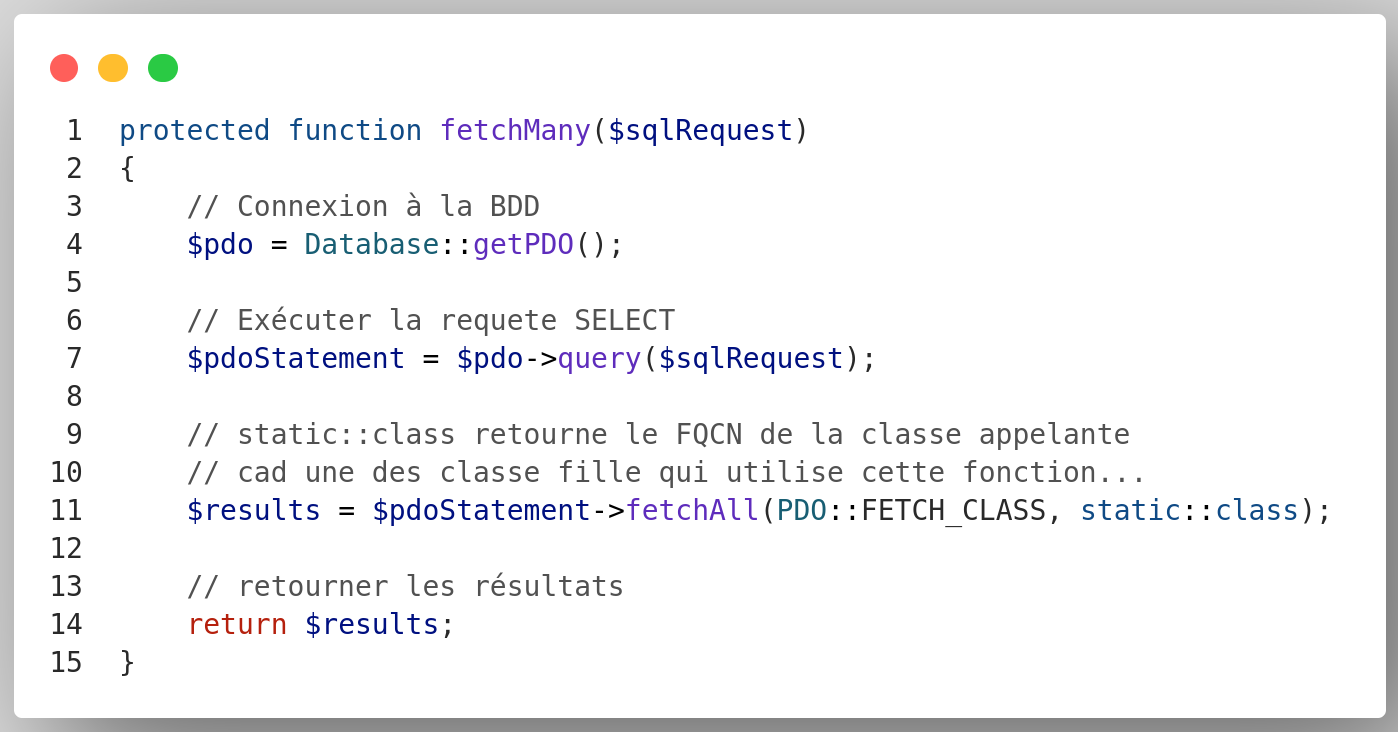 1 protected function fetchMany($sqlRequest)
2 {
3     // Connexion à la BDD
4     $pdo = Database::getPDO();
5
6     // Exécuter la requete SELECT
7     $pdoStatement = $pdo->query($sqlRequest);
8
9     // static::class retourne le FQCN de la classe appelante
10     // cad une des classe fille qui utilise cette fonction...
11     $results = $pdoStatement->fetchAll(PDO::FETCH_CLASS, static::class);
12
13     // retourner les résultats
14     return $results;
15 }